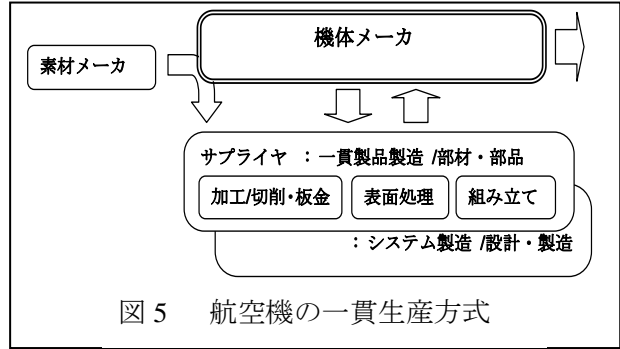 機体メーカ
素材メーカ
サプライヤ ：一貫製品製造 /部材・部品
加工/切削・板金
表面処理
組み立て
：システム製造 /設計・製造
図 5 航空機の一貫生産方式